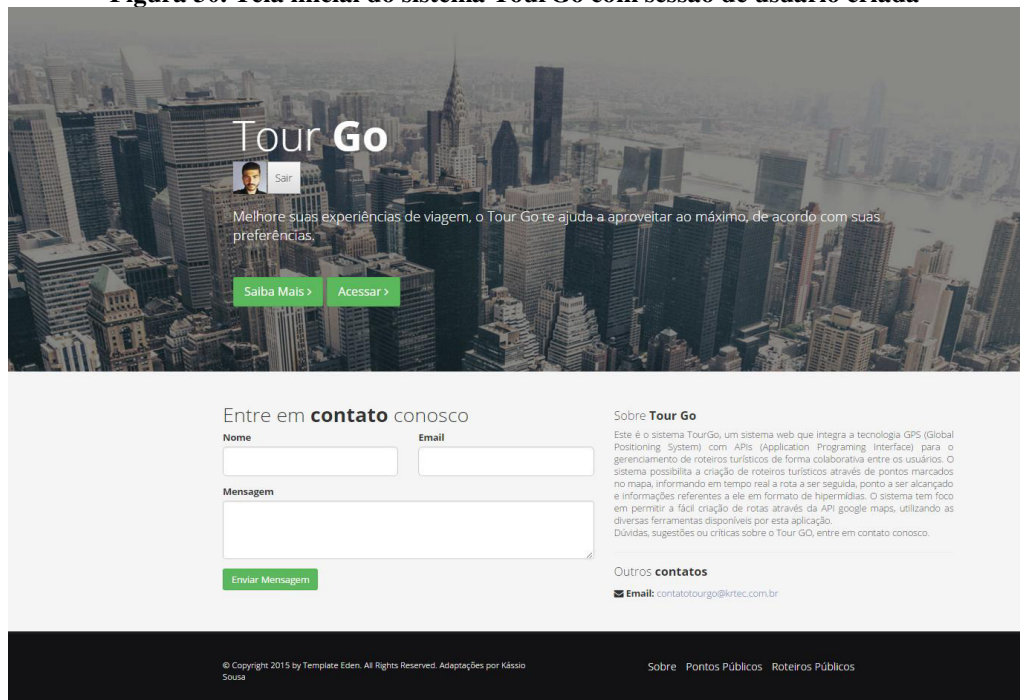 Figura 30: Tela inicial do sistema TourGo com sessão de usuário criada
Tour Go
Sair
Melhore suas experiências de viagem, o Tour Go te ajuda a aproveitar ao máximo, de acordo com suas
preferências.
Saiba Mais ›
Acessar ›
Entre em contato conosco
Nome
Email
Mensagem
Enviar Mensagem
Sobre Tour Go
Este é o sistema TourGo, um sistema web que integra a tecnologia GPS (Global
Positioning System) com APIs (Application Programing Interface) para o
gerenciamento de roteiros turísticos de forma colaborativa entre os usuários. O
sistema possibilita a criação de roteiros turísticos através de pontos marcados
no mapa, informando em tempo real a rota a ser seguida, ponto a ser alcançado
e informações referentes a ele em formato de hipermídias. O sistema tem foco
em permitir a fácil criação de rotas através da API google maps, utilizando as
diversas ferramentas disponíveis por esta aplicação.
Dúvidas, sugestões ou críticas sobre o Tour GO, entre em contato conosco.
Outros contatos
Email: contatotourgo@krtec.com.br
© Copyright 2015 by Template Eden. All Rights Reserved. Adaptações por Kássio
Sousa
Sobre Pontos Públicos Roteiros Públicos